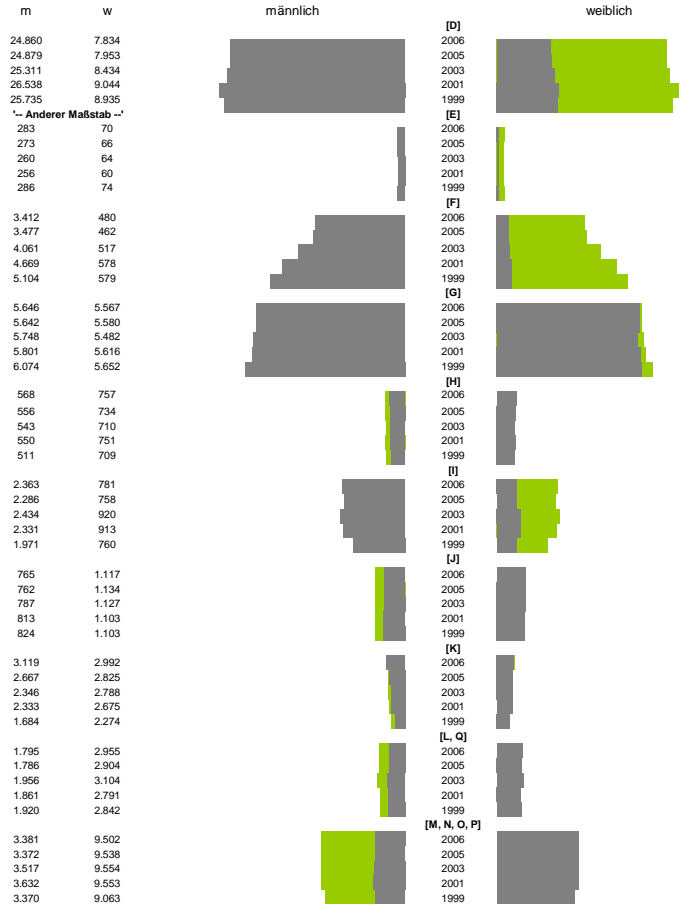 m w männlich weiblich
[D]
24.860 7.834 2006
24.879 7.953 2005
25.311 8.434 2003
26.538 9.044 2001
25.735 8.935 1999
'-- Anderer Maßstab --' [E]
283 70 2006
273 66 2005
260 64 2003
256 60 2001
286 74 1999
[F]
3.412 480 2006
3.477 462 2005
4.061 517 2003
4.669 578 2001
5.104 579 1999
[G]
5.646 5.567 2006
5.642 5.580 2005
5.748 5.482 2003
5.801 5.616 2001
6.074 5.652 1999
[H]
568 757 2006
556 734 2005
543 710 2003
550 751 2001
511 709 1999
[I]
2.363 781 2006
2.286 758 2005
2.434 920 2003
2.331 913 2001
1.971 760 1999
[J]
765 1.117 2006
762 1.134 2005
787 1.127 2003
813 1.103 2001
824 1.103 1999
[K]
3.119 2.992 2006
2.667 2.825 2005
2.346 2.788 2003
2.333 2.675 2001
1.684 2.274 1999
[L, Q]
1.795 2.955 2006
1.786 2.904 2005
1.956 3.104 2003
1.861 2.791 2001
1.920 2.842 1999
[M, N, O, P]
3.381 9.502 2006
3.372 9.538 2005
3.517 9.554 2003
3.632 9.553 2001
3.370 9.063 1999